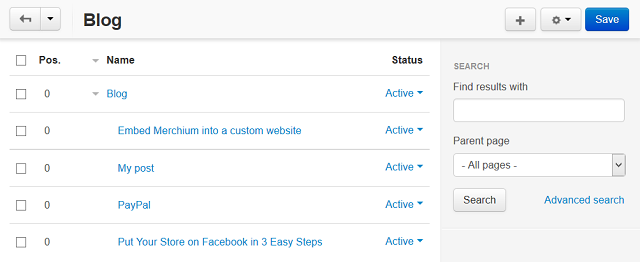 Blog
Save
Pos. Name Status
0 Blog Active
0 Embed Merchium into a custom website Active
0 My post Active
0 PayPal Active
0 Put Your Store on Facebook in 3 Easy Steps Active
SEARCH
Find results with
Parent page
- All pages -
Search Advanced search